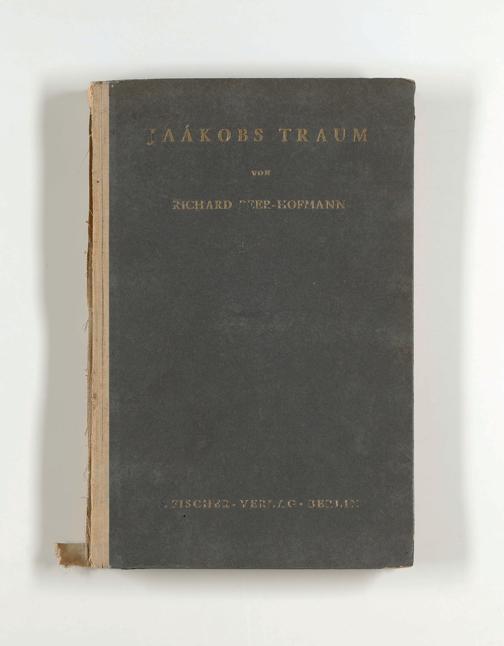 JAÁKOBS TRAUM
VON
RICHARD BEER-HOFMANN
FISCHER • VERLAG • BERLIN